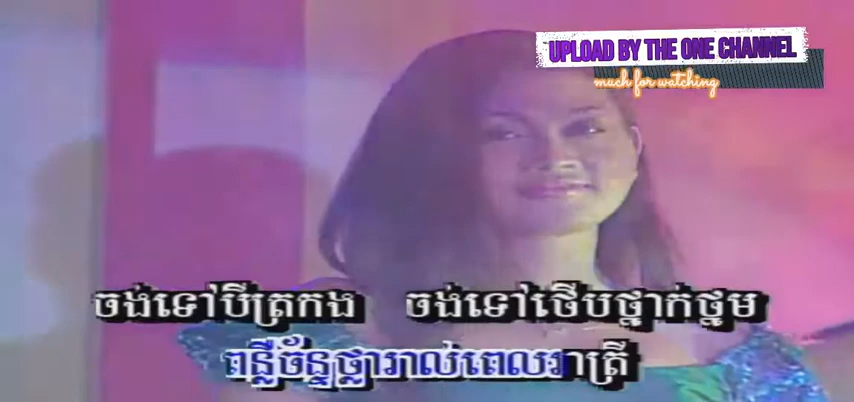 UPLOAD BY THE ONE CHANNEL
much for watching
ចង់ទៅបីត្រកង ចង់ទៅថើបថ្នាក់ថ្នម
ពន្លឺច័ន្ទថ្លារាល់ពេលរាត្រី